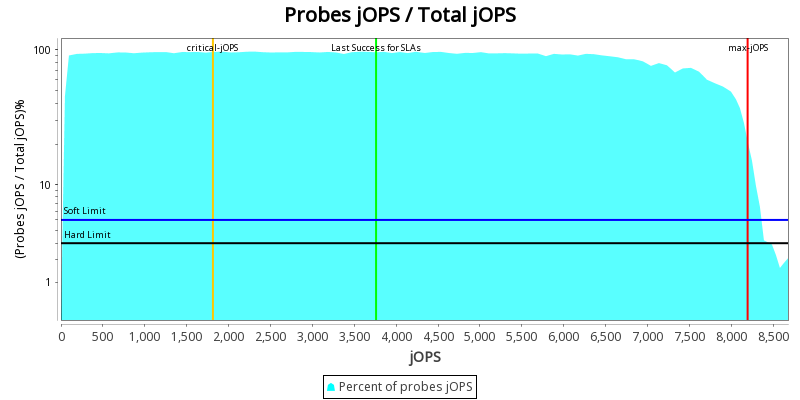 Probes jOPS / Total jOPS
(Probes jOPS / Total jOPS)%
100
10
1
critical-jOPS
Last Success for SLAs
max-jOPS
Soft Limit
Hard Limit
0 500 1,000 1,500 2,000 2,500 3,000 3,500 4,000 4,500 5,000 5,500 6,000 6,500 7,000 7,500 8,000 8,500
jOPS
Percent of probes jOPS